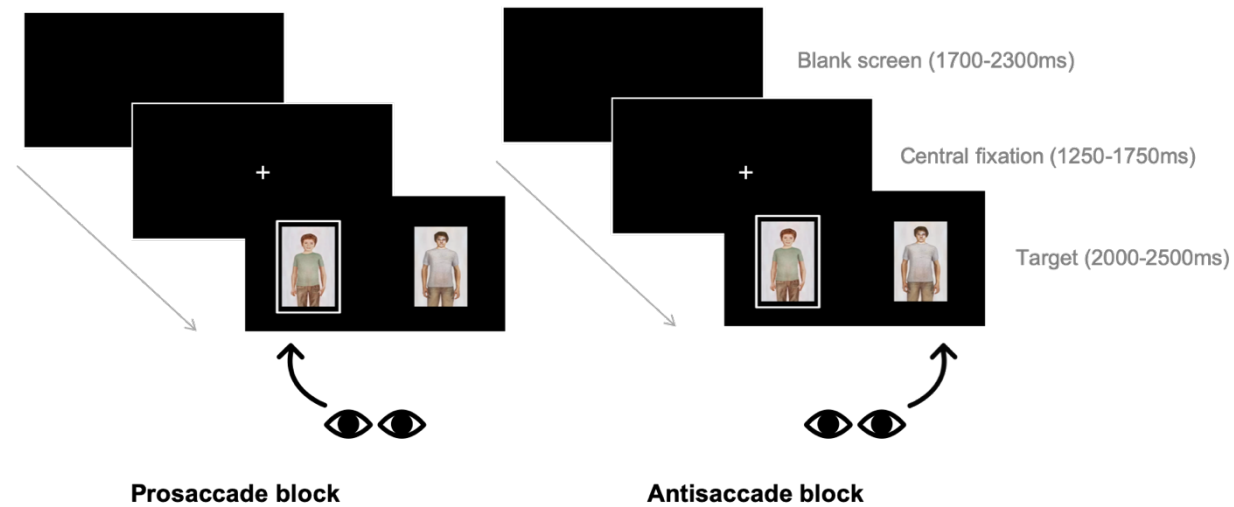 Blank screen (1700-2300ms)
Central fixation (1250-1750ms)
Target (2000-2500ms)
Prosaccade block
Antisaccade block